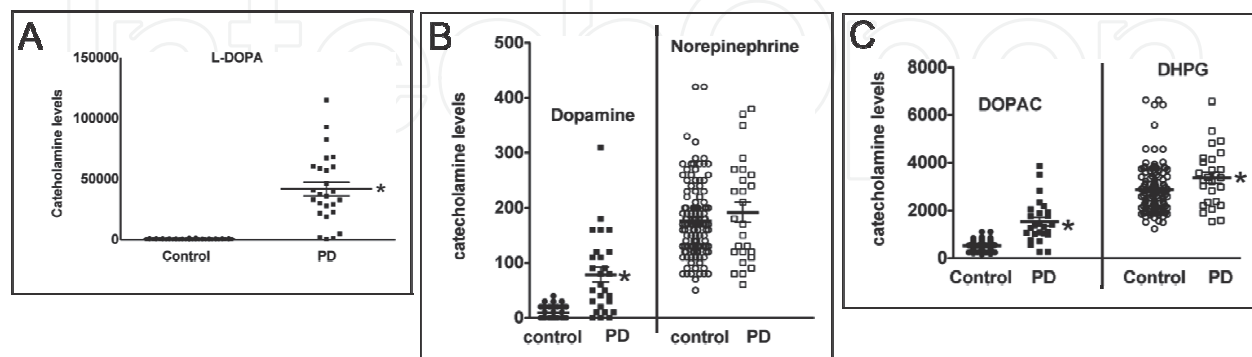 A
L-DOPA
Catecholamine levels
150000
100000
50000
0
Control
PD
*
B
catecholamine levels
500
400
300
200
100
0
Dopamine
Norepinephrine
*
control
PD
control
PD
C
catecholamine levels
8000
6000
4000
2000
0
DOPAC
DHPG
*
*
Control
PD
Control
PD